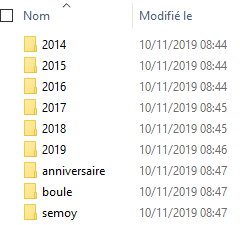 Nom Modifié le
2014 10/11/2019 08:44
2015 10/11/2019 08:44
2016 10/11/2019 08:44
2017 10/11/2019 08:45
2018 10/11/2019 08:45
2019 10/11/2019 08:46
anniversaire 10/11/2019 08:47
boule 10/11/2019 08:47
semoy 10/11/2019 08:47